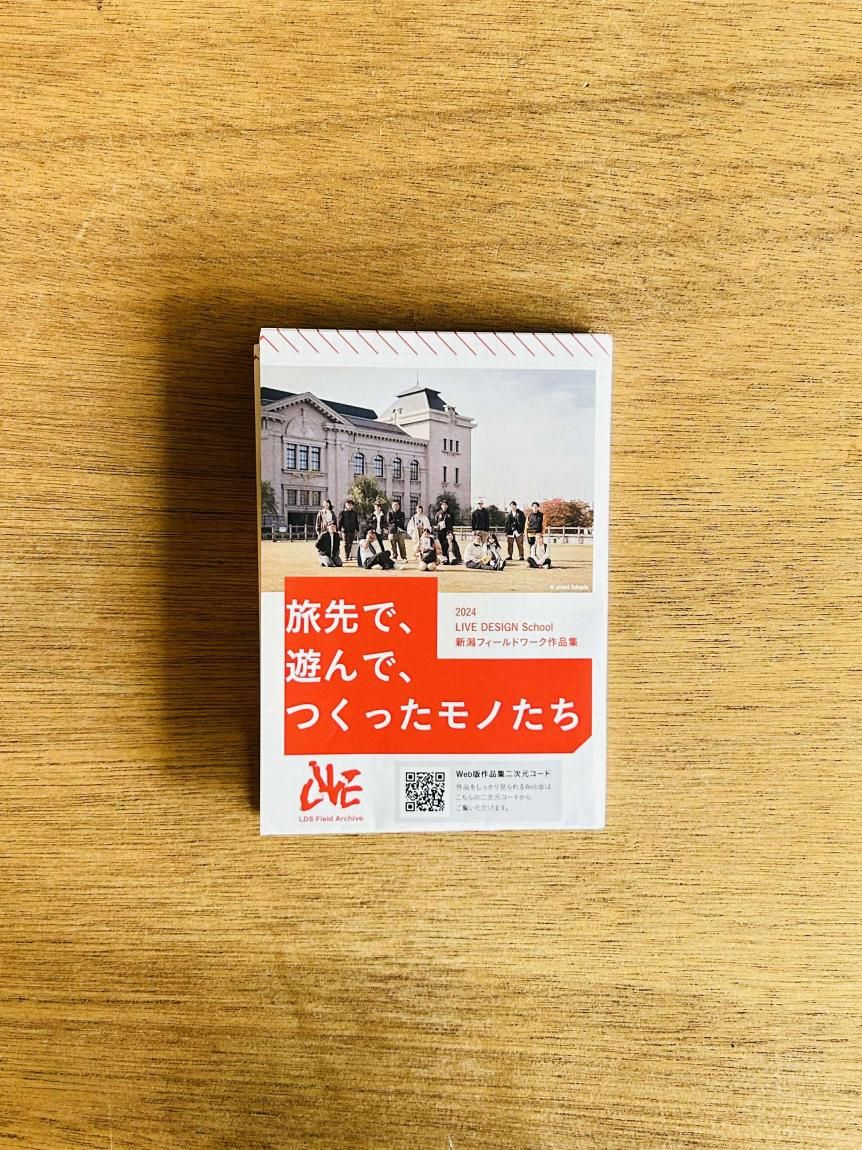 旅先で、
遊んで、
つくったモノたち
2024
LIVE DESIGN School
新潟フィールドワーク作品集
LIVE
LDS Field Archive
Web版作品集二次元コード
作品をしっかり見られるWeb版は
こちらの二次元コードから
ご覧いただけます。